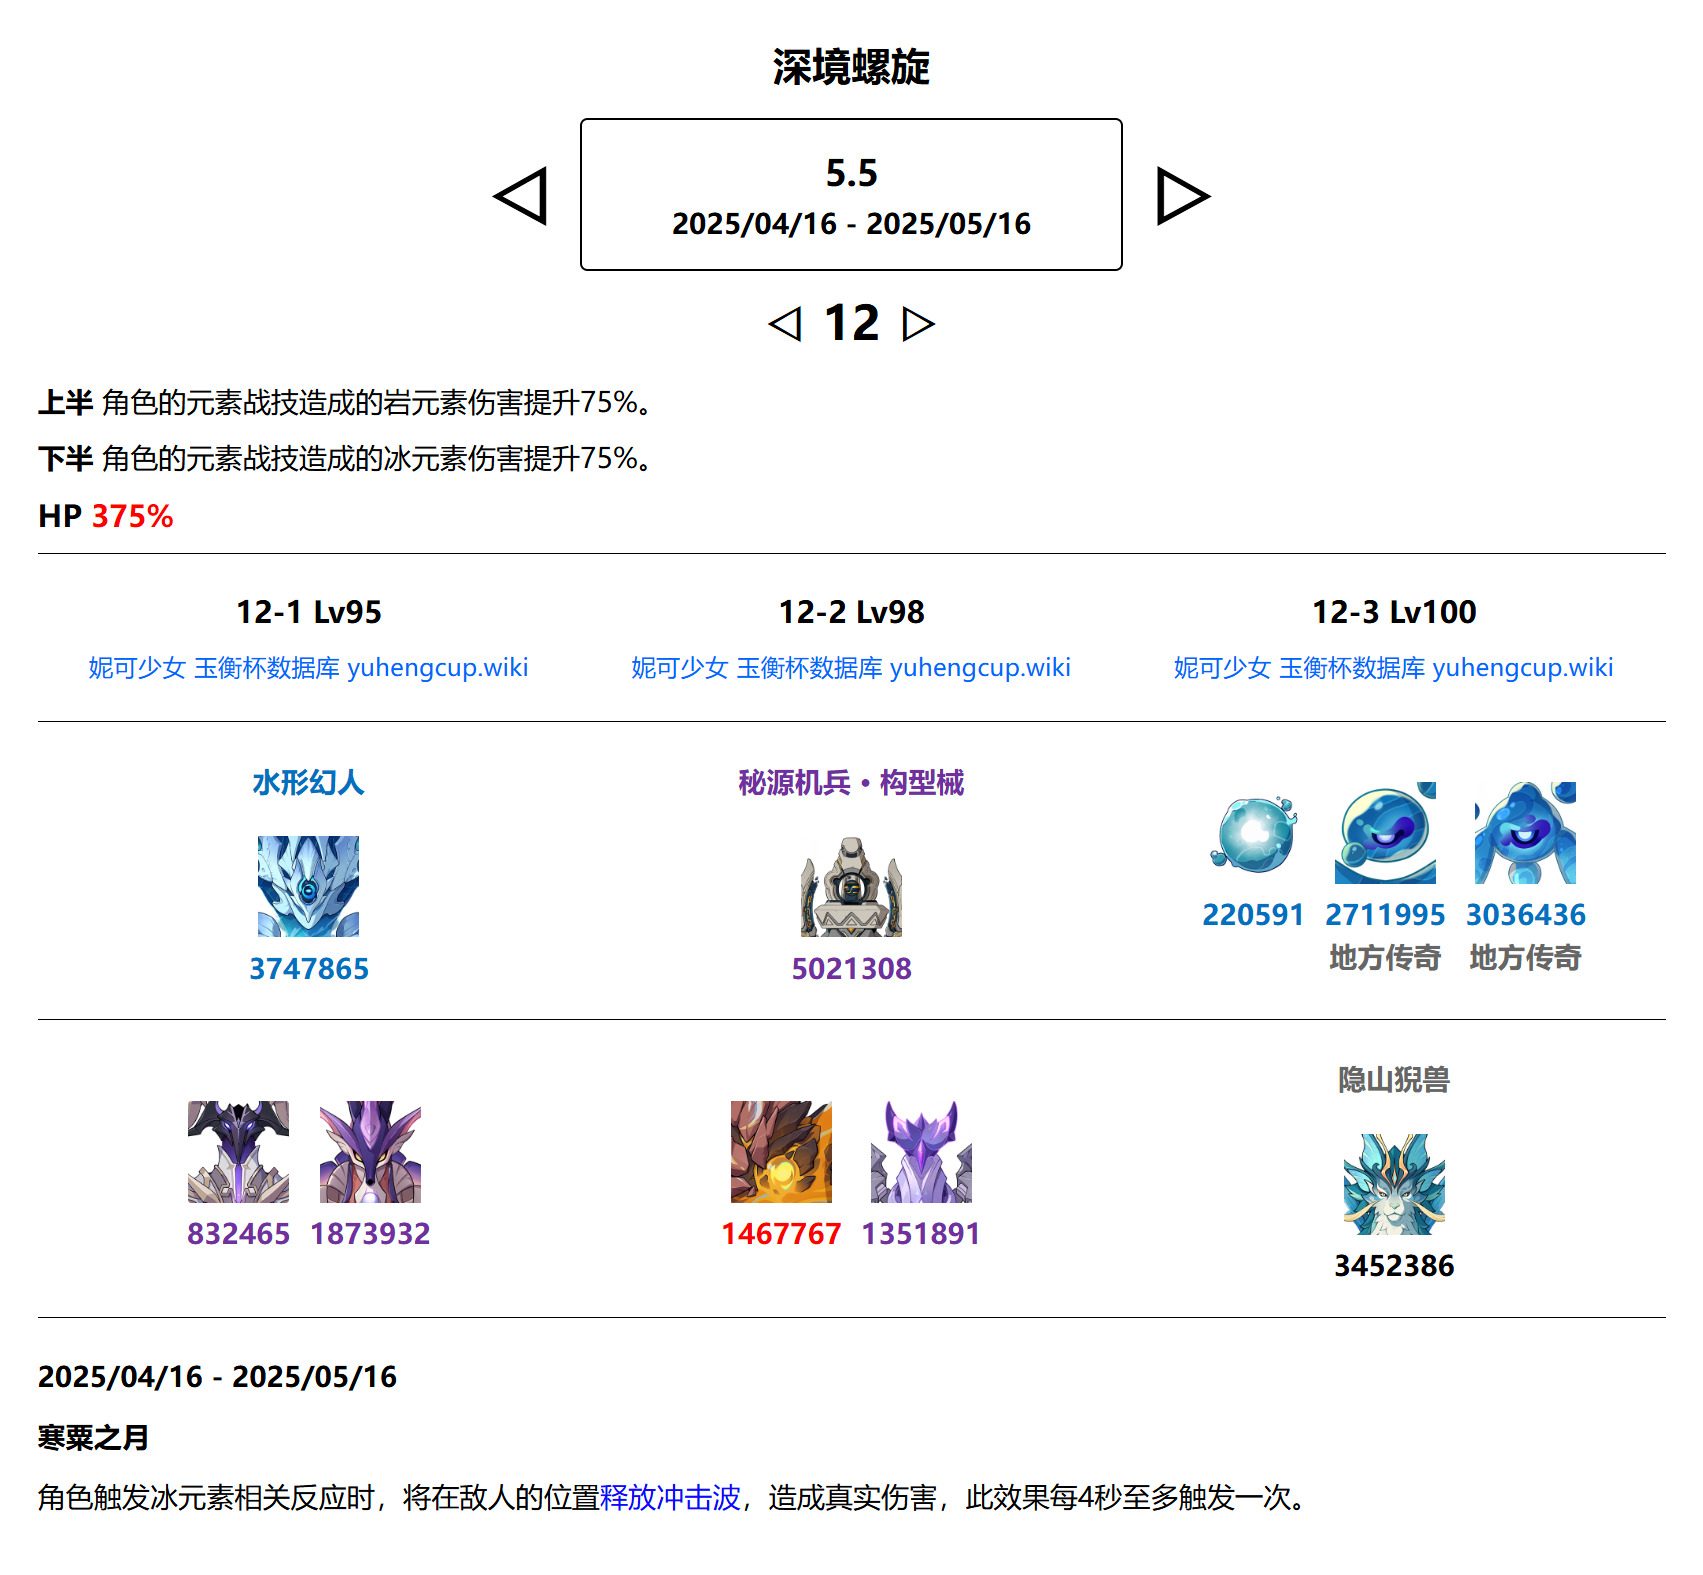 深境螺旋
5.5
2025/04/16 - 2025/05/16
12
上半 角色的元素战技造成的岩元素伤害提升75%。
下半 角色的元素战技造成的冰元素伤害提升75%。
HP 375%
12-1 Lv95
妮可少女 玉衡杯数据库 yuhengcup.wiki
12-2 Lv98
妮可少女 玉衡杯数据库 yuhengcup.wiki
12-3 Lv100
妮可少女 玉衡杯数据库 yuhengcup.wiki
水形幻人
3747865
秘源机兵・构型械
5021308
220591
2711995
地方传奇
3036436
地方传奇
832465
1873932
1467767
1351891
隐山猊兽
3452386
2025/04/16 - 2025/05/16
寒粟之月
角色触发冰元素相关反应时，将在敌人的位置释放冲击波，造成真实伤害，此效果每4秒至多触发一次。